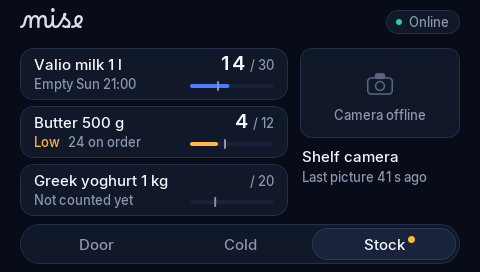 mise
Online
Valio milk 1 l
14 / 30
Empty Sun 21:00
Butter 500 g
4 / 12
Low 24 on order
Greek yoghurt 1 kg
/ 20
Not counted yet
Camera offline
Shelf camera
Last picture 41 s ago
Door
Cold
Stock